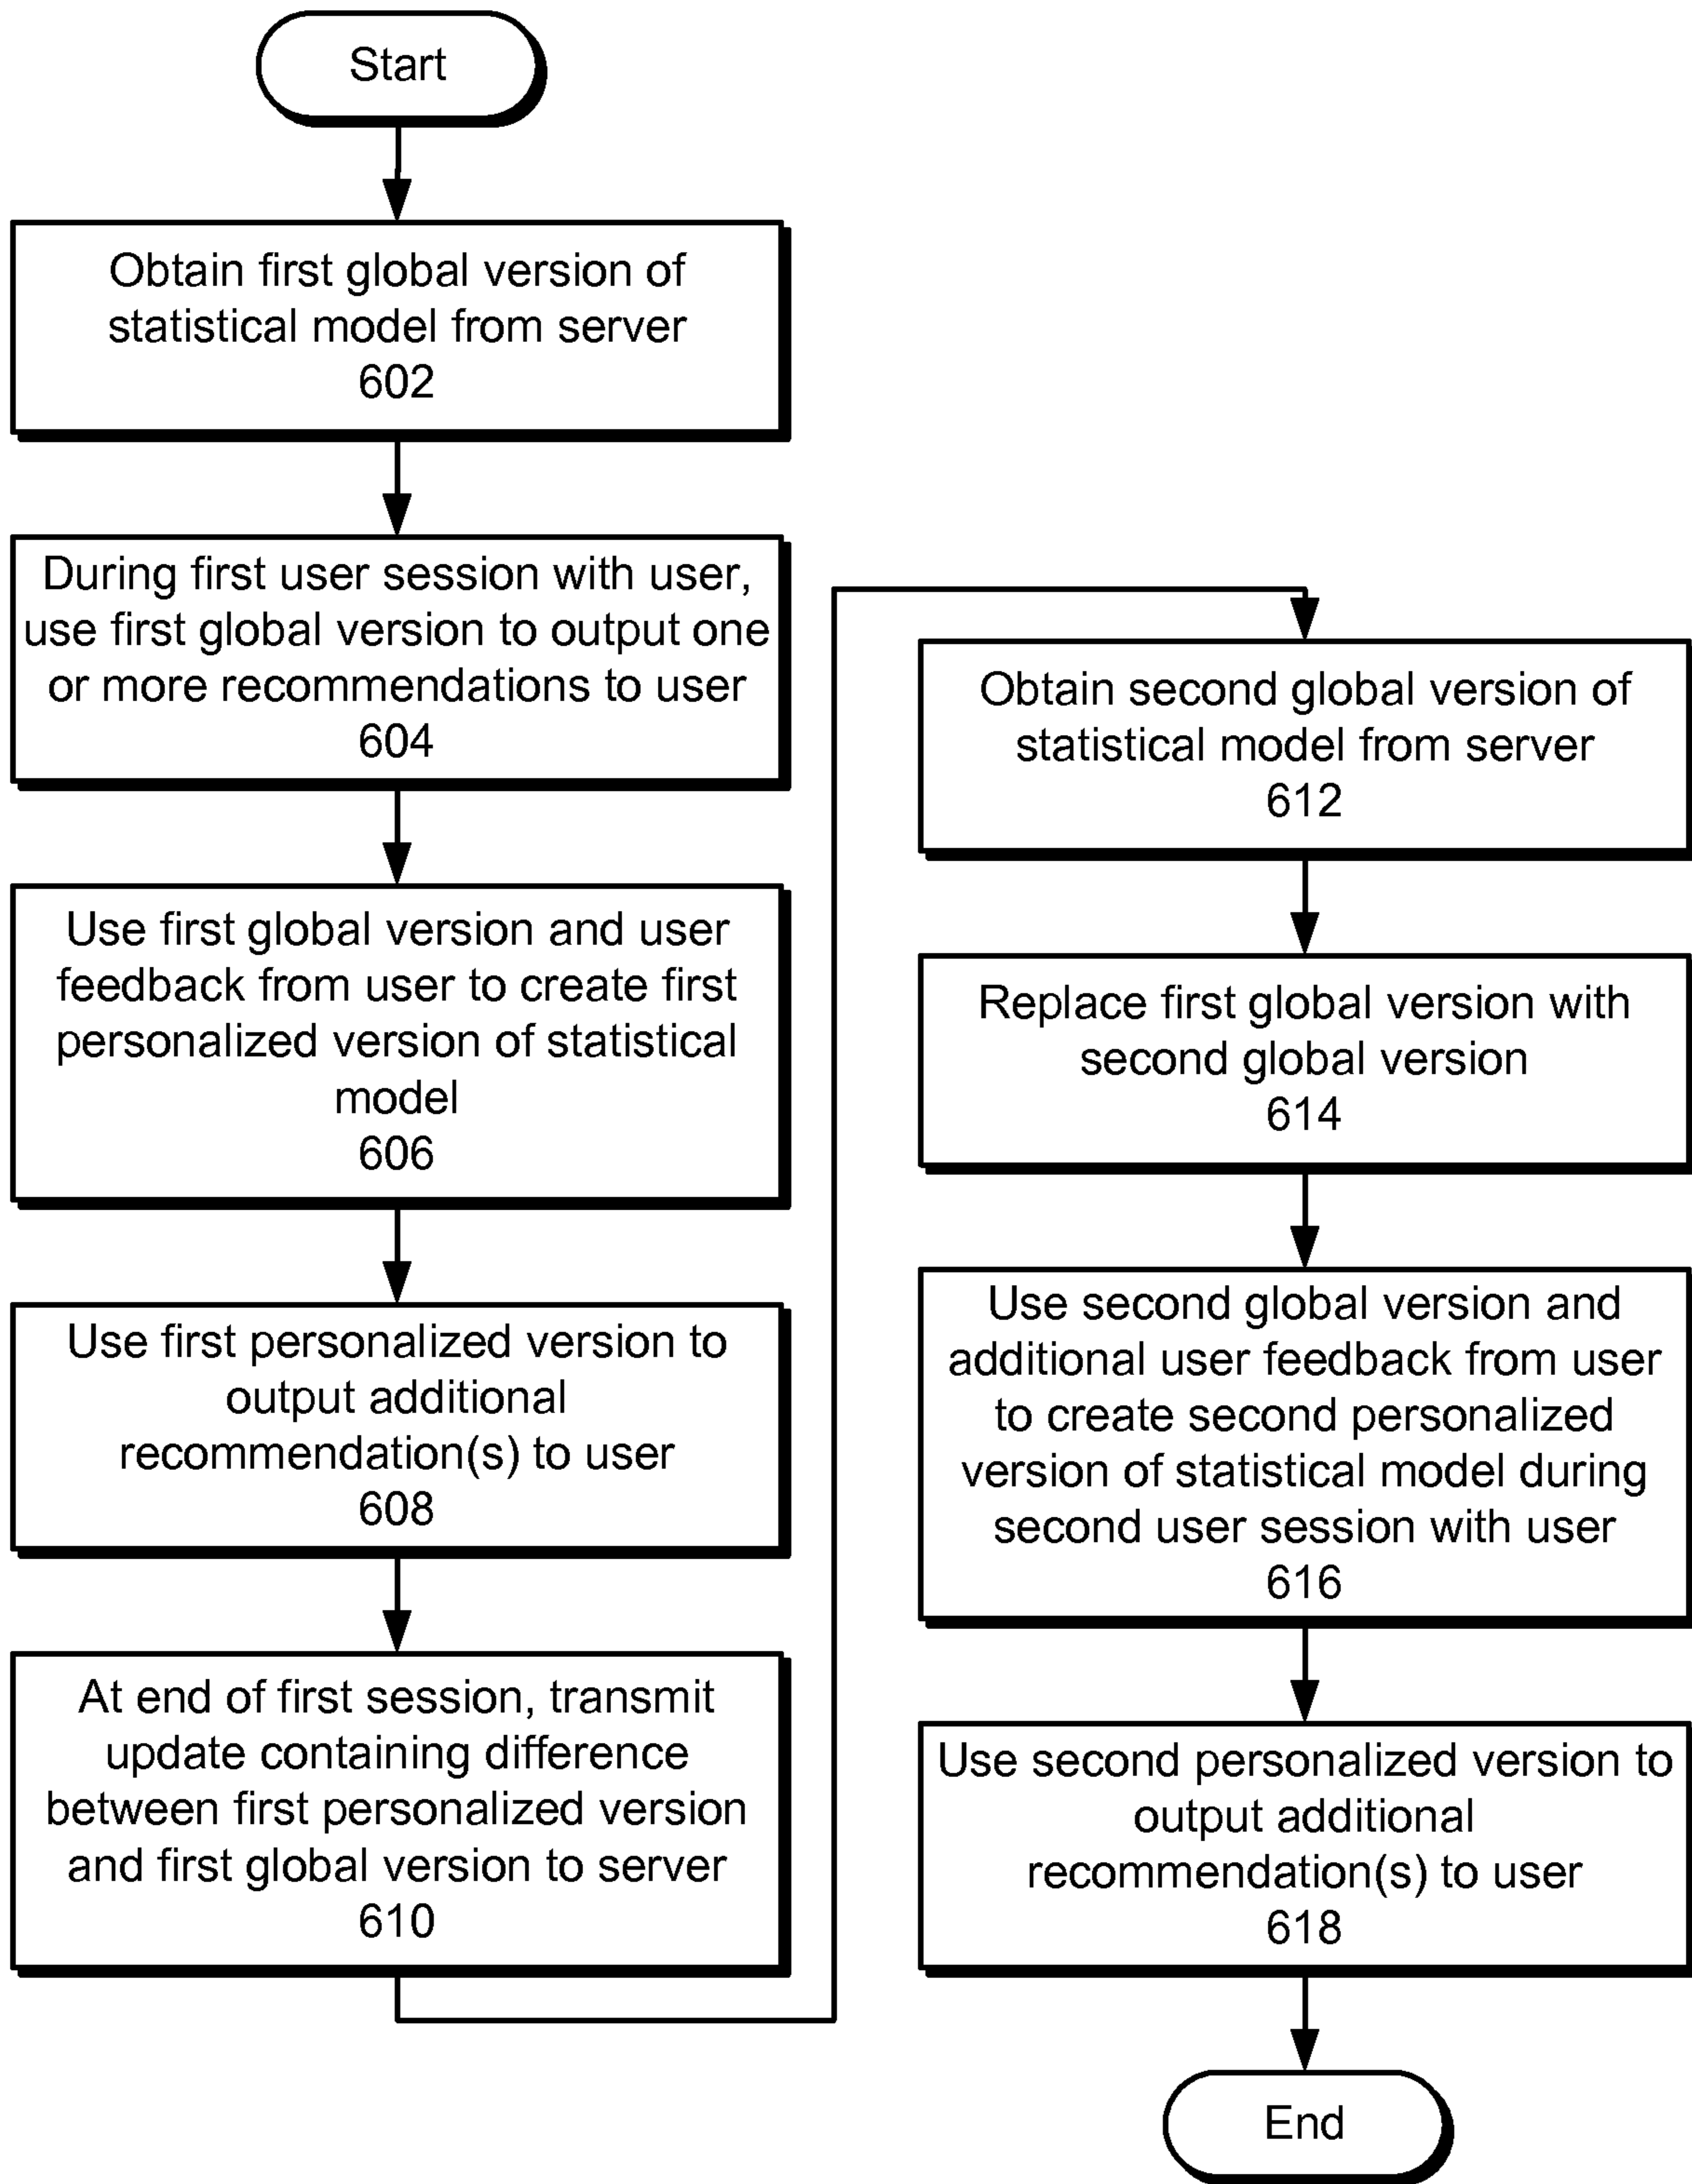 Start
Obtain first global version of
statistical model from server
602
During first user session with user,
use first global version to output one
or more recommendations to user
604
Use first global version and user
feedback from user to create first
personalized version of statistical
model
606
Use first personalized version to
output additional
recommendation(s) to user
608
At end of first session, transmit
update containing difference
between first personalized version
and first global version to server
610
Obtain second global version of
statistical model from server
612
Replace first global version with
second global version
614
Use second global version and
additional user feedback from user
to create second personalized
version of statistical model during
second user session with user
616
Use second personalized version to
output additional
recommendation(s) to user
618
End